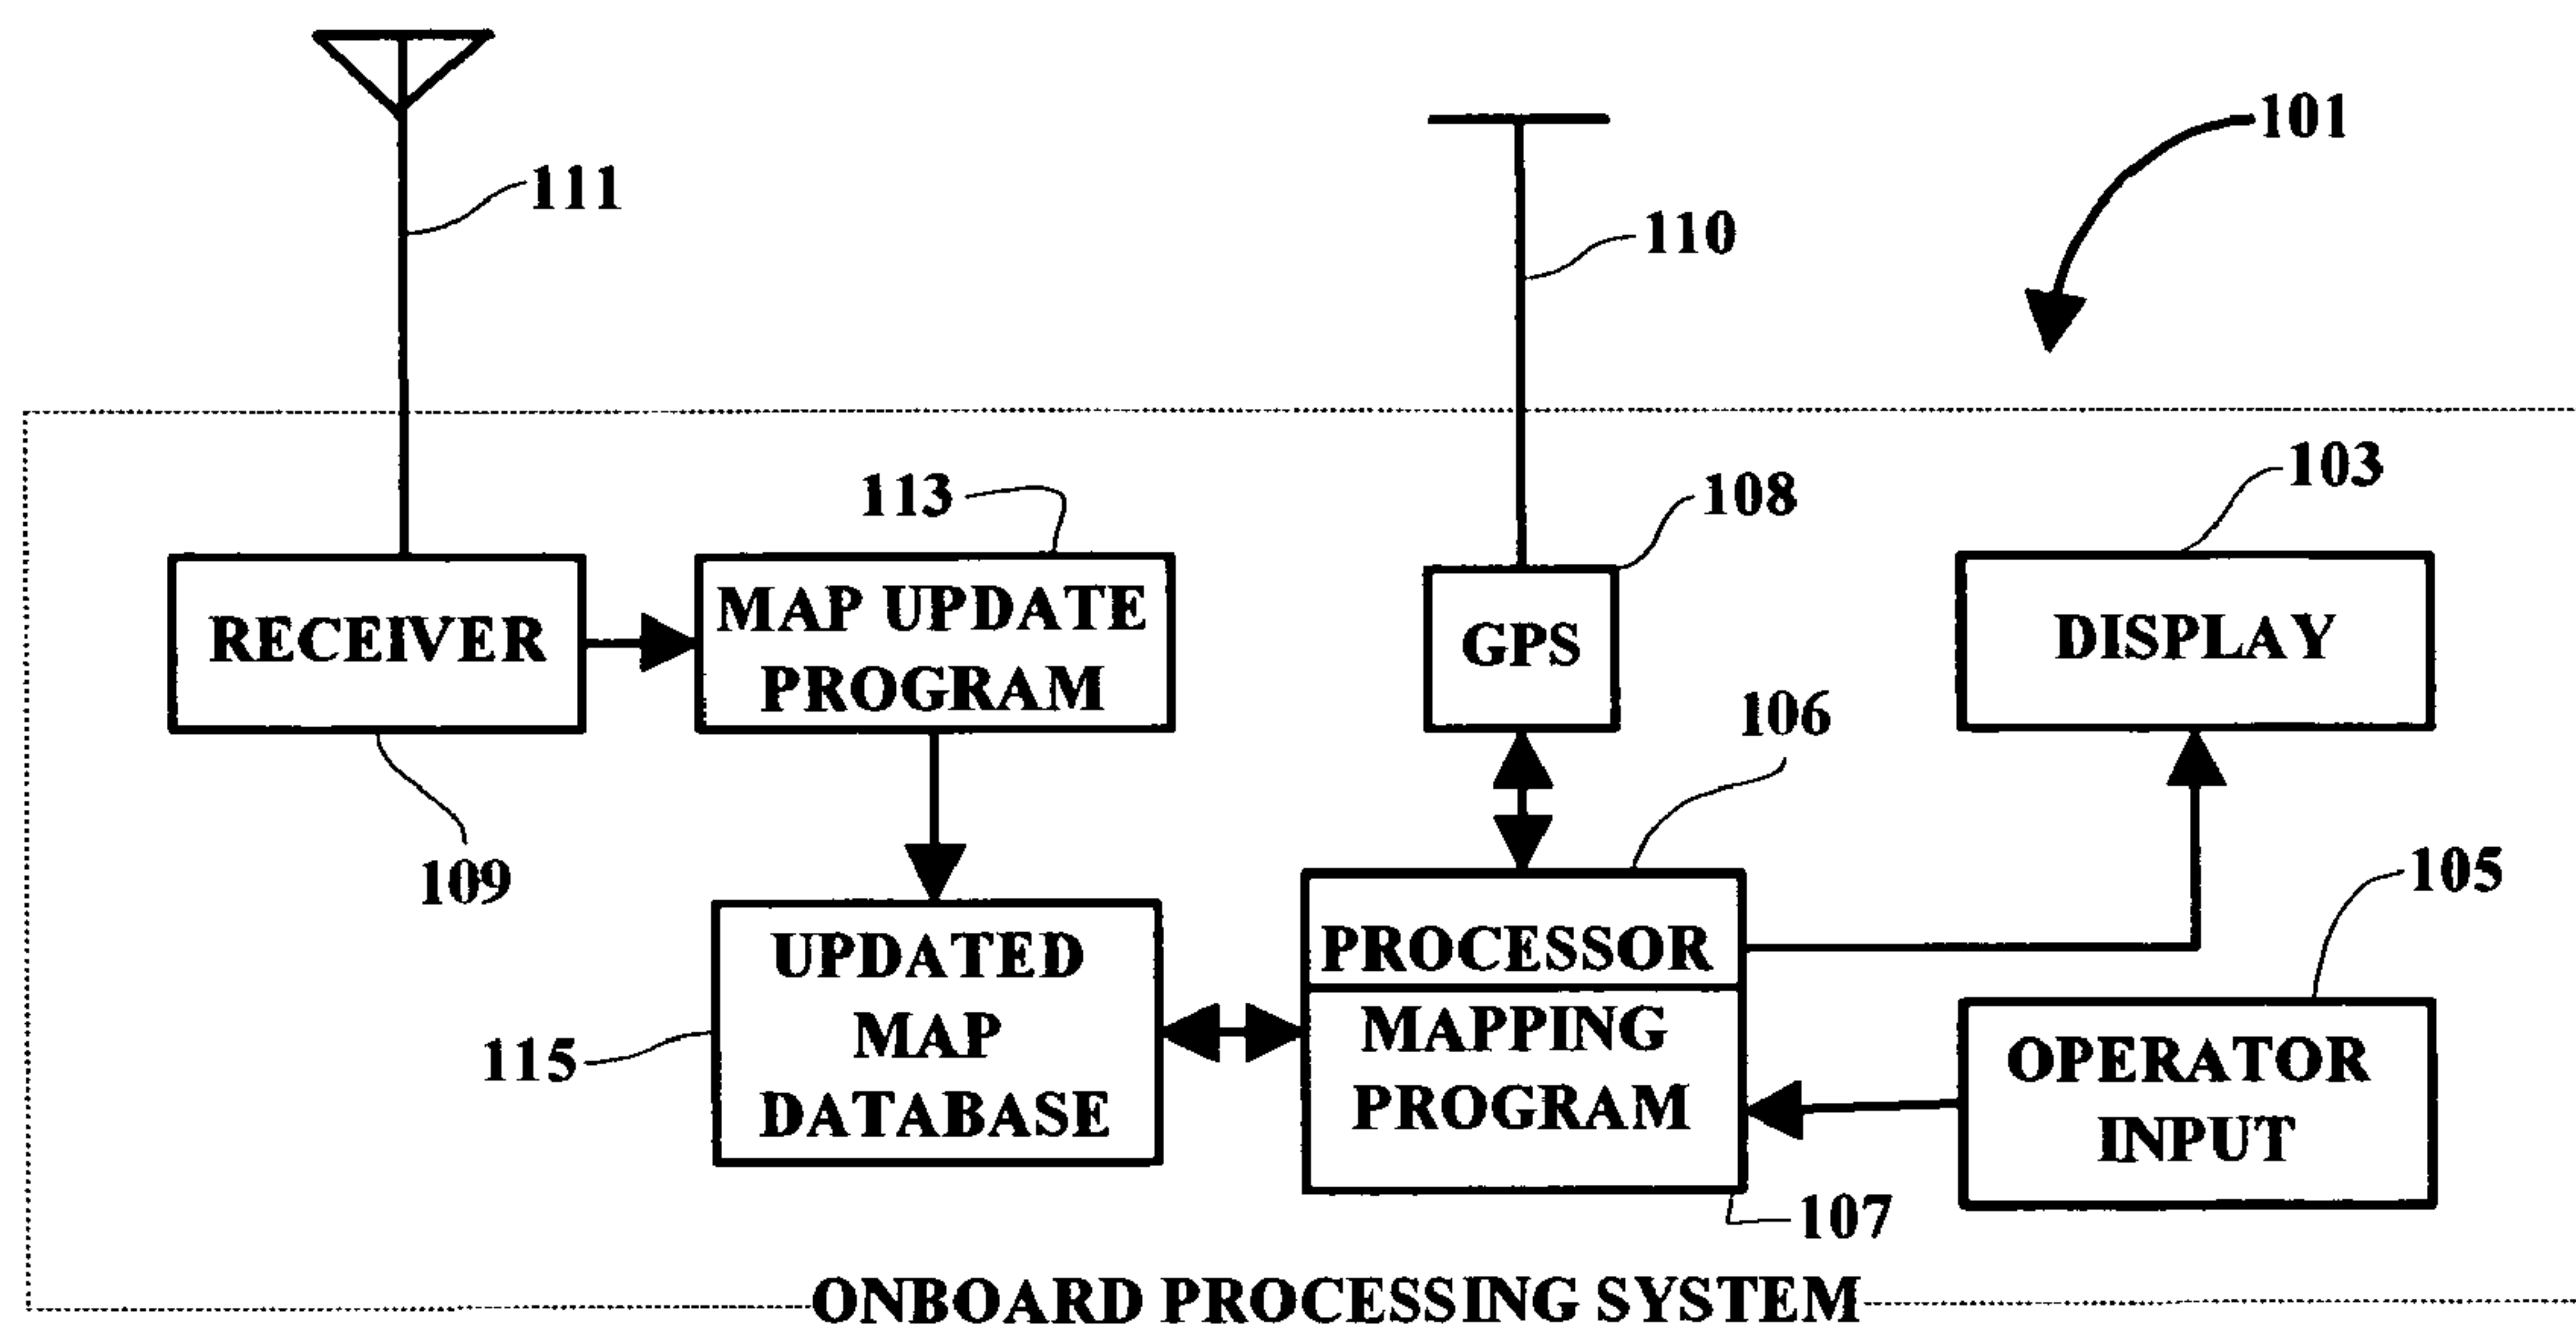 101
111
110
103
113
108
RECEIVER
MAP UPDATE
PROGRAM
GPS
DISPLAY
106
109
105
UPDATED
MAP
DATABASE
115
PROCESSOR
MAPPING
PROGRAM
OPERATOR
INPUT
107
ONBOARD PROCESSING SYSTEM